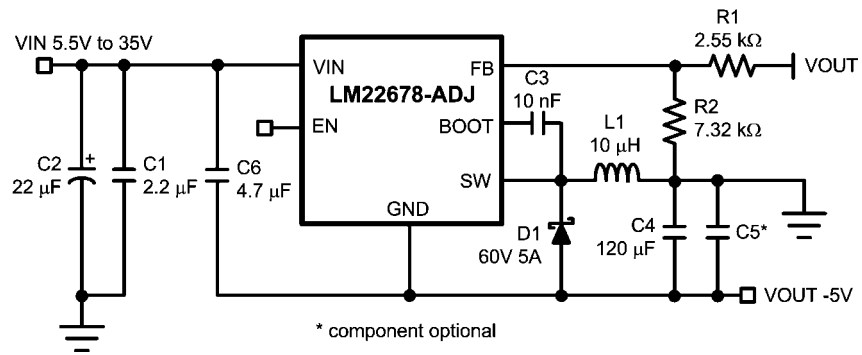 VIN 5.5V to 35V
C2
22 μF
+
C1
2.2 μF
C6
4.7 μF
VIN
FB
LM22678-ADJ
EN
BOOT
SW
GND
C3
10 nF
R1
2.55 kΩ
VOUT
R2
7.32 kΩ
L1
10 μH
D1
60V 5A
C4
120 μF
C5*
VOUT -5V
* component optional